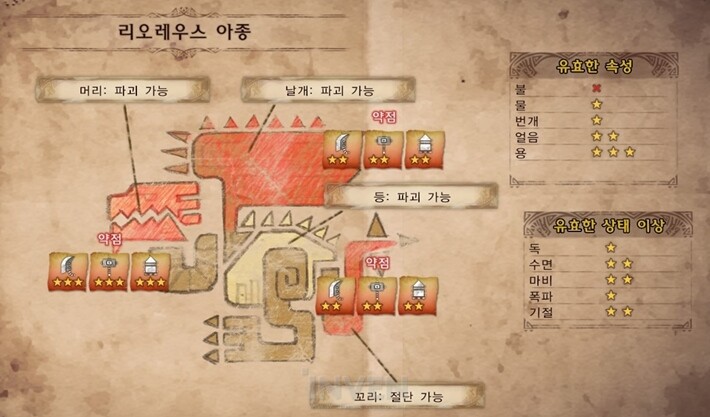 리오레우스 아종
머리: 파괴 가능
날개: 파괴 가능
약점
등: 파괴 가능
약점
약점
꼬리: 절단 가능
유효한 속성
불
물
번개
얼음
용
유효한 상태 이상
독
수면
마비
폭파
기절